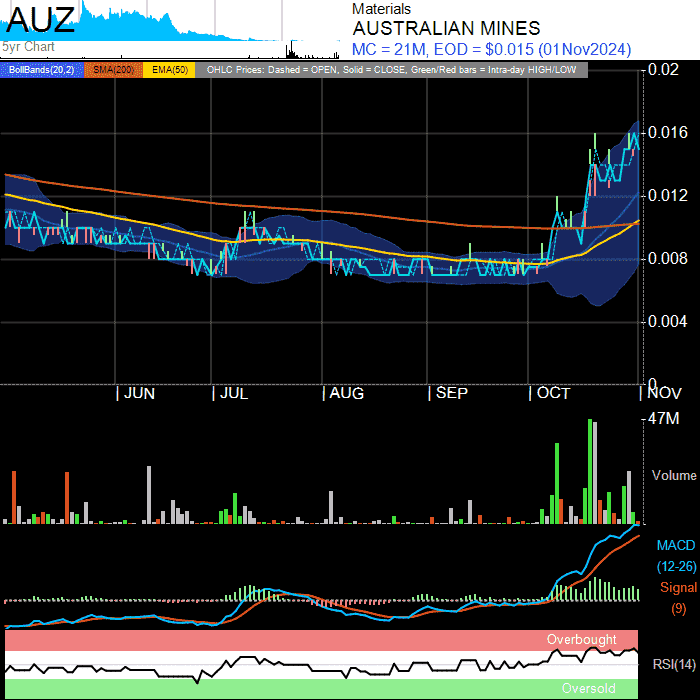 AUZ
5yr Chart
Materials
AUSTRALIAN MINES
MC = 21M, EOD = $0.015 (01Nov2024)
BollBands(20,2) SMA(200) EMA(50) OHLC Prices: Dashed = OPEN, Solid = CLOSE, Green/Red bars = Intra-day HIGH/LOW
0.02
0.016
0.012
0.008
0.004
0
| JUN | JUL | AUG | SEP | OCT | NOV
47M
Volume
MACD
(12-26)
Signal
(9)
Overbought
RSI(14)
Oversold